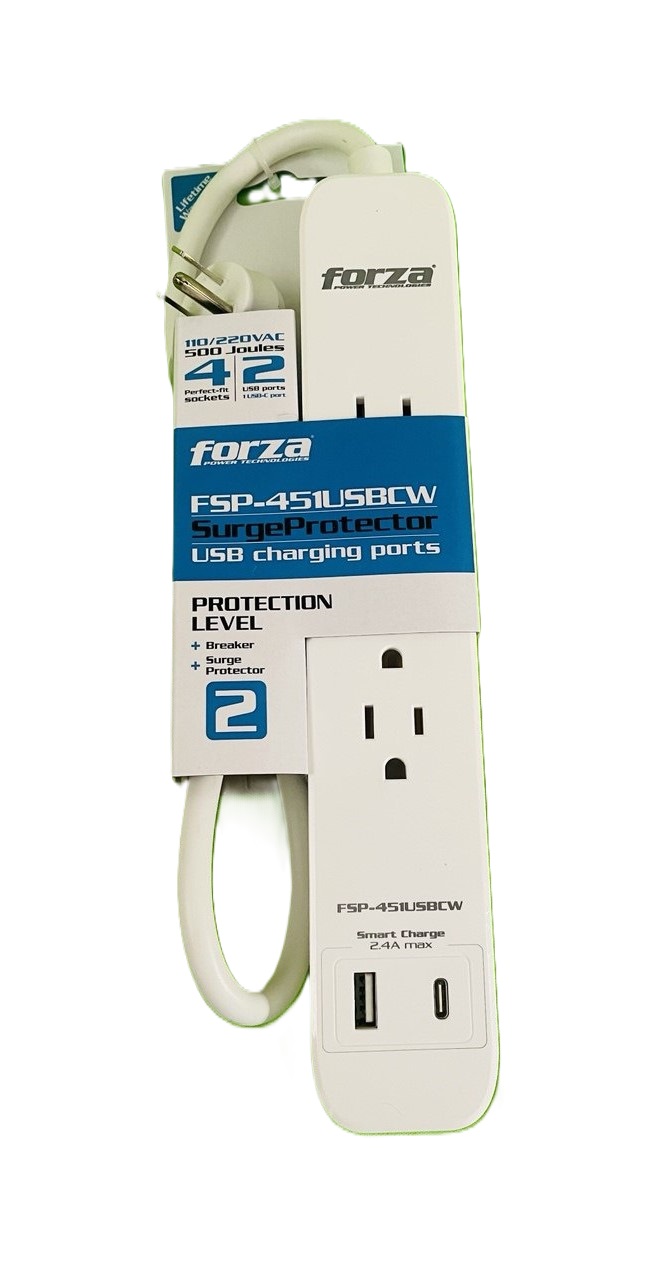 Lifetime
forza®
POWER TECHNOLOGIES
110/220VAC
500 Joules
4 2
Perfect-fit sockets
USB ports
1 USB-C port
forza®
POWER TECHNOLOGIES
FSP-451USBCW
SurgeProtector
USB charging ports
PROTECTION
LEVEL
+ Breaker
+ Surge
Protector
2
FSP-451USBCW
Smart Charge
2.4A max